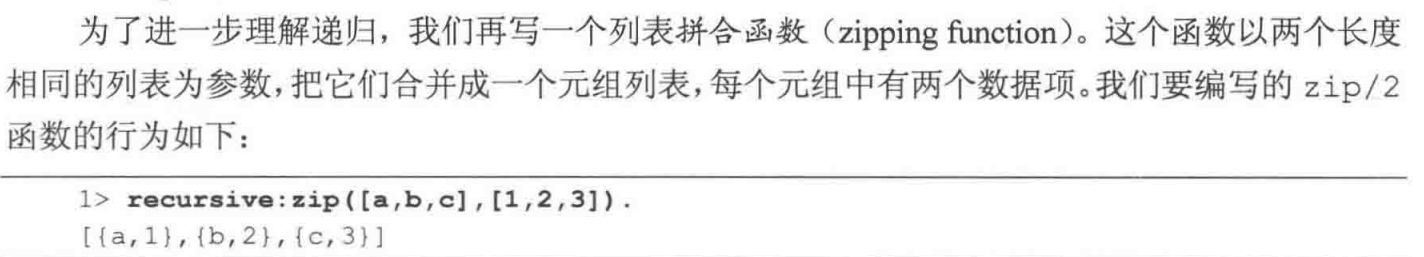 为了进一步理解递归，我们再写一个列表拼合函数（zipping function）。这个函数以两个长度
相同的列表为参数，把它们合并成一个元组列表，每个元组中有两个数据项。我们要编写的 zip/2
函数的行为如下：
1> recursive:zip([a,b,c],[1,2,3]).
[{a,1},{b,2},{c,3}]